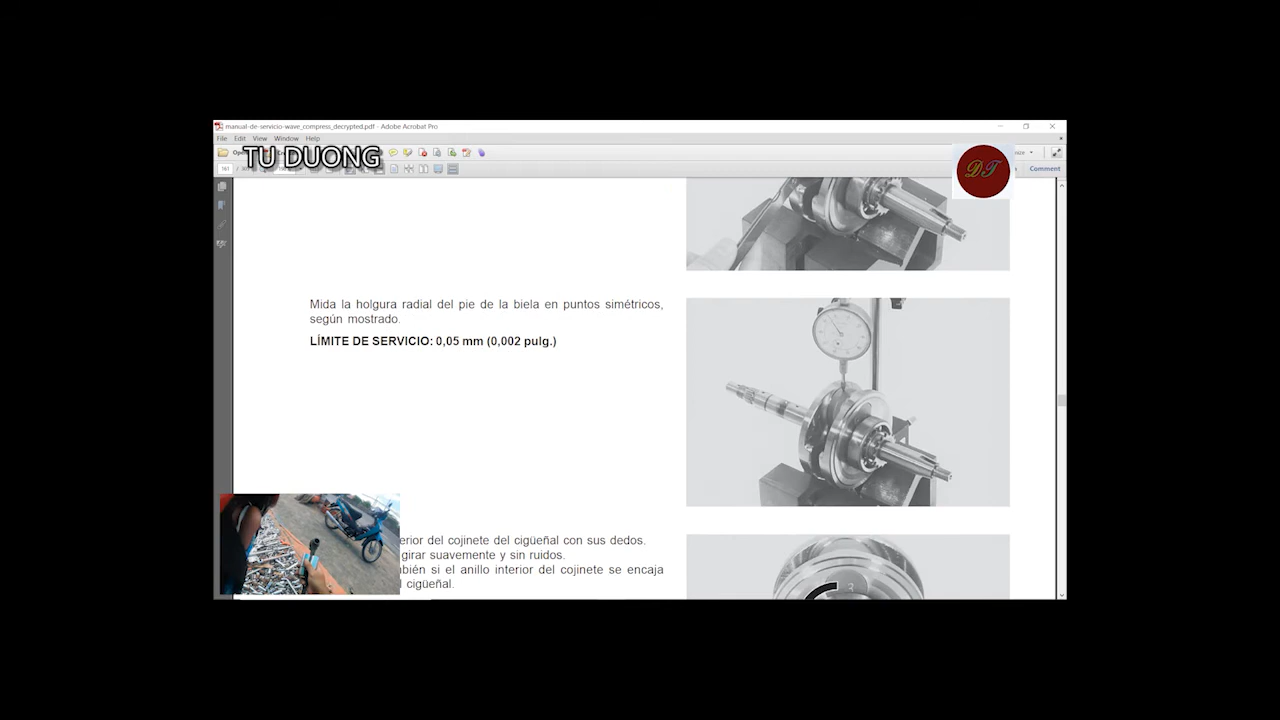 manual-de-servicio-wave_compress_decrypted.pdf - Adobe Acrobat Pro
File Edit View Window Help
TU DUONG
161
Comment
DT
Mida la holgura radial del pie de la biela en puntos simétricos,
según mostrado.
LÍMITE DE SERVICIO: 0,05 mm (0,002 pulg.)
erior del cojinete del cigüeñal con sus dedos.
girar suavemente y sin ruidos.
bién si el anillo interior del cojinete se encaja
cigüeñal.